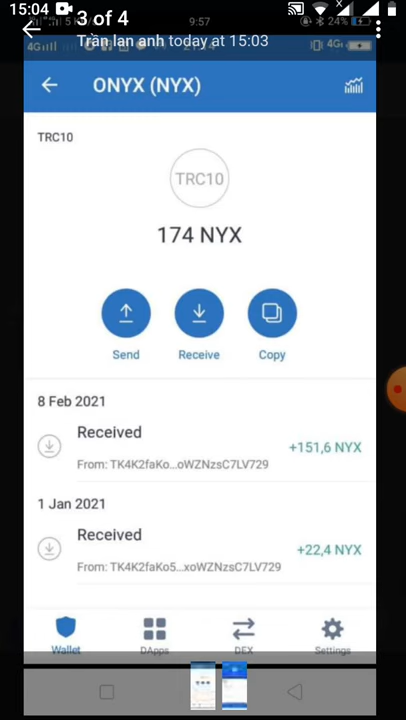 15:04
9:57
24%
3 of 4
Trần lan anh today at 15:03
4G
4G
ONYX (NYX)
TRC10
TRC10
174 NYX
Send
Receive
Copy
8 Feb 2021
Received
+151,6 NYX
From: TK4K2faKo...oWZNzsC7LV729
1 Jan 2021
Received
+22,4 NYX
From: TK4K2faKo5...xoWZNzsC7LV729
Wallet
DApps
DEX
Settings